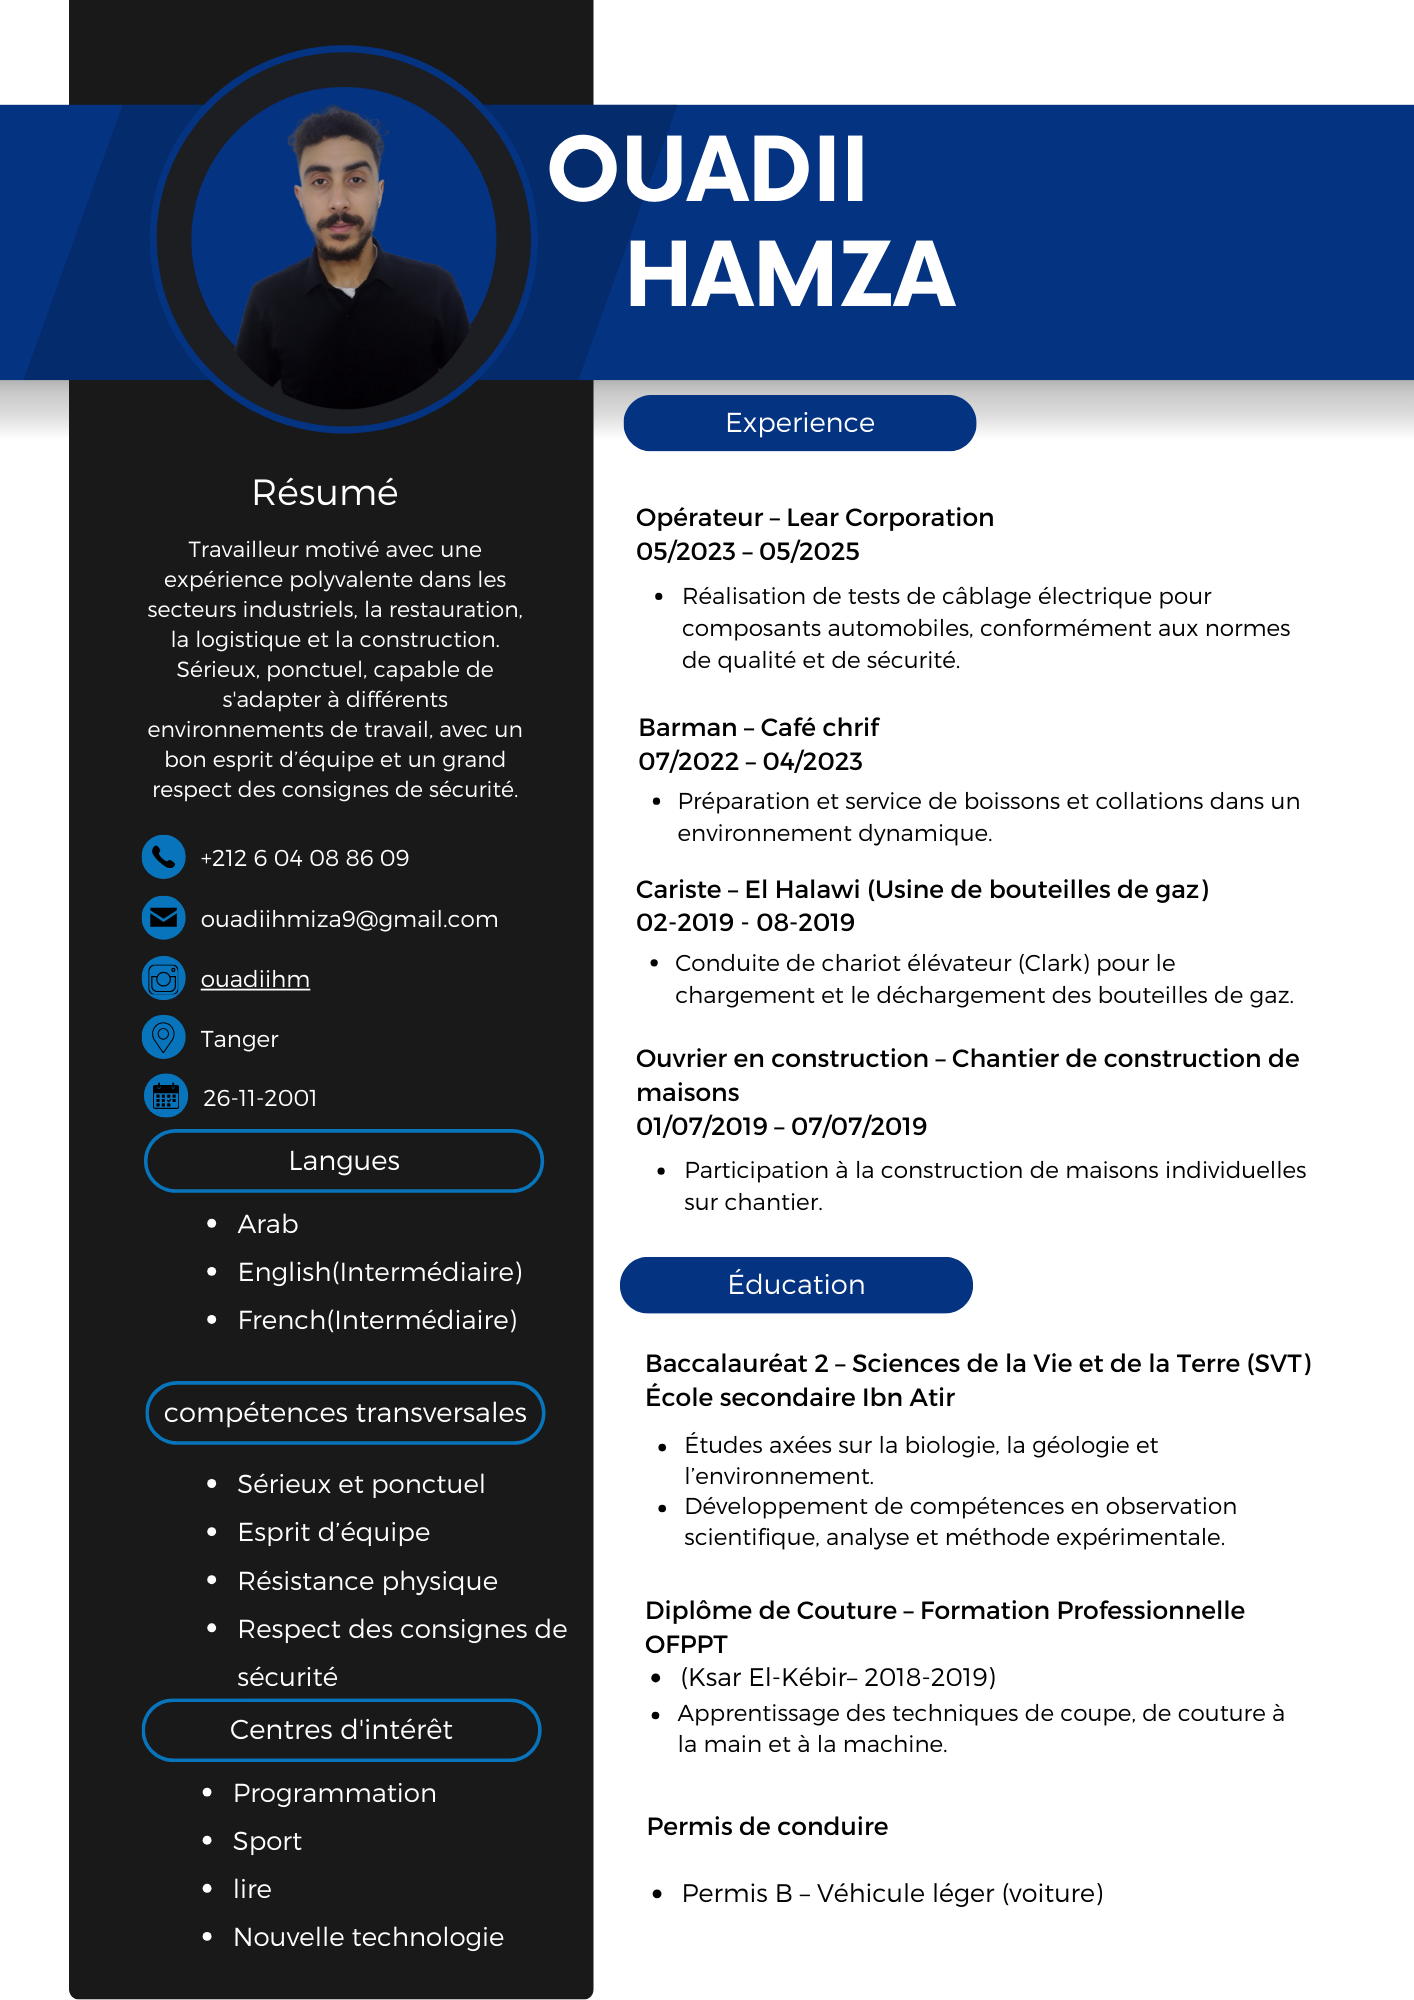 OUADII
HAMZA
Résumé
Travailleur motivé avec une
expérience polyvalente dans les
secteurs industriels, la restauration,
la logistique et la construction.
Sérieux, ponctuel, capable de
s'adapter à différents
environnements de travail, avec un
bon esprit d’équipe et un grand
respect des consignes de sécurité.
+212 6 04 08 86 09
ouadiihmiza9@gmail.com
ouadiihm
Tanger
26-11-2001
Langues
• Arab
• English(Intermédiaire)
• French(Intermédiaire)
compétences transversales
• Sérieux et ponctuel
• Esprit d’équipe
• Résistance physique
• Respect des consignes de
sécurité
Centres d'intérêt
• Programmation
• Sport
• lire
• Nouvelle technologie
Experience
Opérateur – Lear Corporation
05/2023 – 05/2025
• Réalisation de tests de câblage électrique pour
composants automobiles, conformément aux normes
de qualité et de sécurité.
Barman – Café chrif
07/2022 – 04/2023
• Préparation et service de boissons et collations dans un
environnement dynamique.
Cariste – El Halawi (Usine de bouteilles de gaz)
02-2019 - 08-2019
• Conduite de chariot élévateur (Clark) pour le
chargement et le déchargement des bouteilles de gaz.
Ouvrier en construction – Chantier de construction de
maisons
01/07/2019 – 07/07/2019
• Participation à la construction de maisons individuelles
sur chantier.
Éducation
Baccalauréat 2 – Sciences de la Vie et de la Terre (SVT)
École secondaire Ibn Atir
• Études axées sur la biologie, la géologie et
l’environnement.
• Développement de compétences en observation
scientifique, analyse et méthode expérimentale.
Diplôme de Couture – Formation Professionnelle
OFPPT
• (Ksar El-Kébir– 2018-2019)
• Apprentissage des techniques de coupe, de couture à
la main et à la machine.
Permis de conduire
• Permis B – Véhicule léger (voiture)